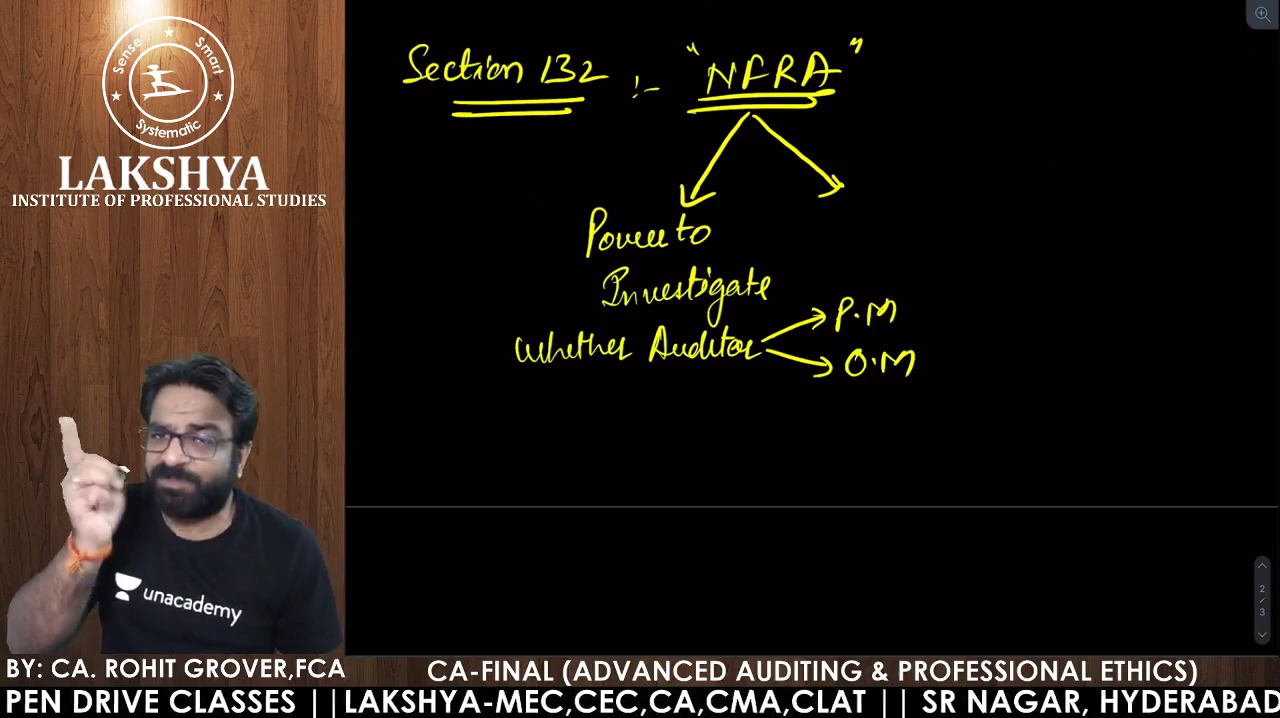 Sense
Smart
Systematic
LAKSHYA
INSTITUTE OF PROFESSIONAL STUDIES
Section 132 :- "NFRA"
Power to
Investigate
Whether Auditor
P.M
O.M
unacademy
2
/
3
BY: CA. ROHIT GROVER,FCA
CA-FINAL (ADVANCED AUDITING & PROFESSIONAL ETHICS)
PEN DRIVE CLASSES ||LAKSHYA-MEC,CEC,CA,CMA,CLAT || SR NAGAR, HYDERABAD